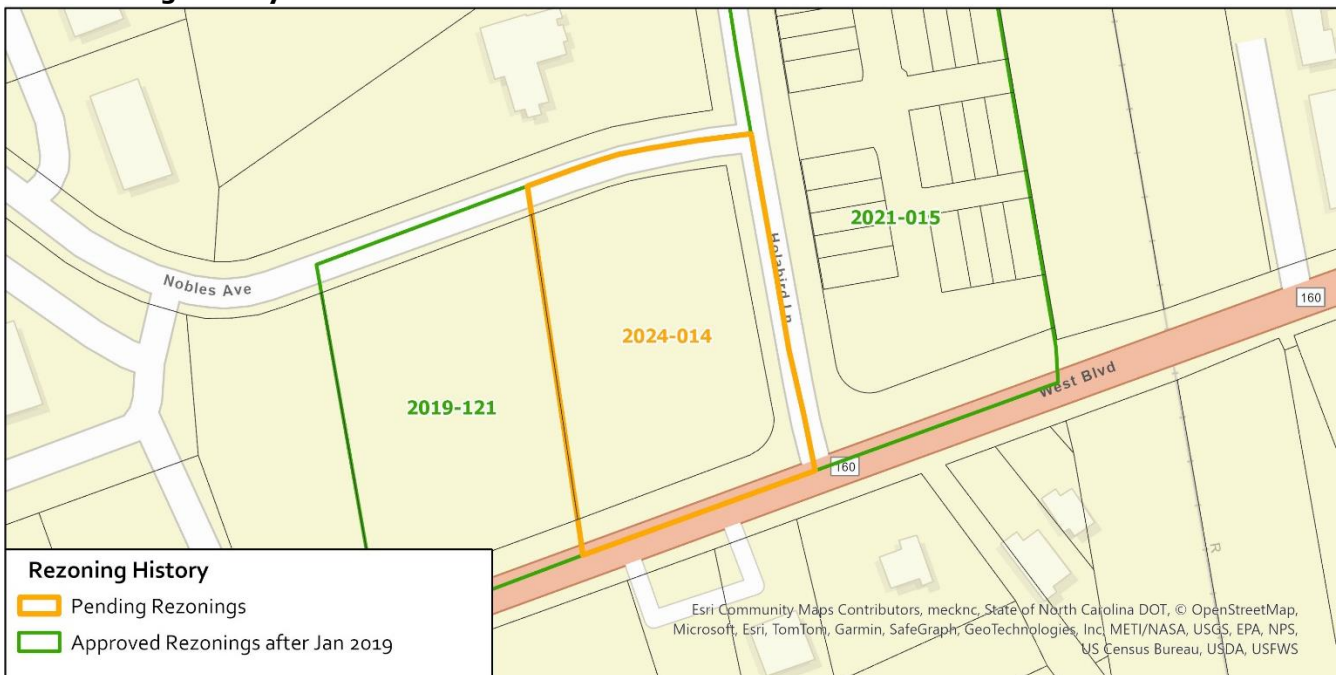 2021-015
Holabird Ln
Nobles Ave
160
2024-014
West Blvd
2019-121
160
R
Rezoning History
Pending Rezonings
Approved Rezonings after Jan 2019
Esri Community Maps Contributors, mecknc, State of North Carolina DOT, © OpenStreetMap,
Microsoft, Esri, TomTom, Garmin, SafeGraph, GeoTechnologies, Inc, METI/NASA, USGS, EPA, NPS,
US Census Bureau, USDA, USFWS